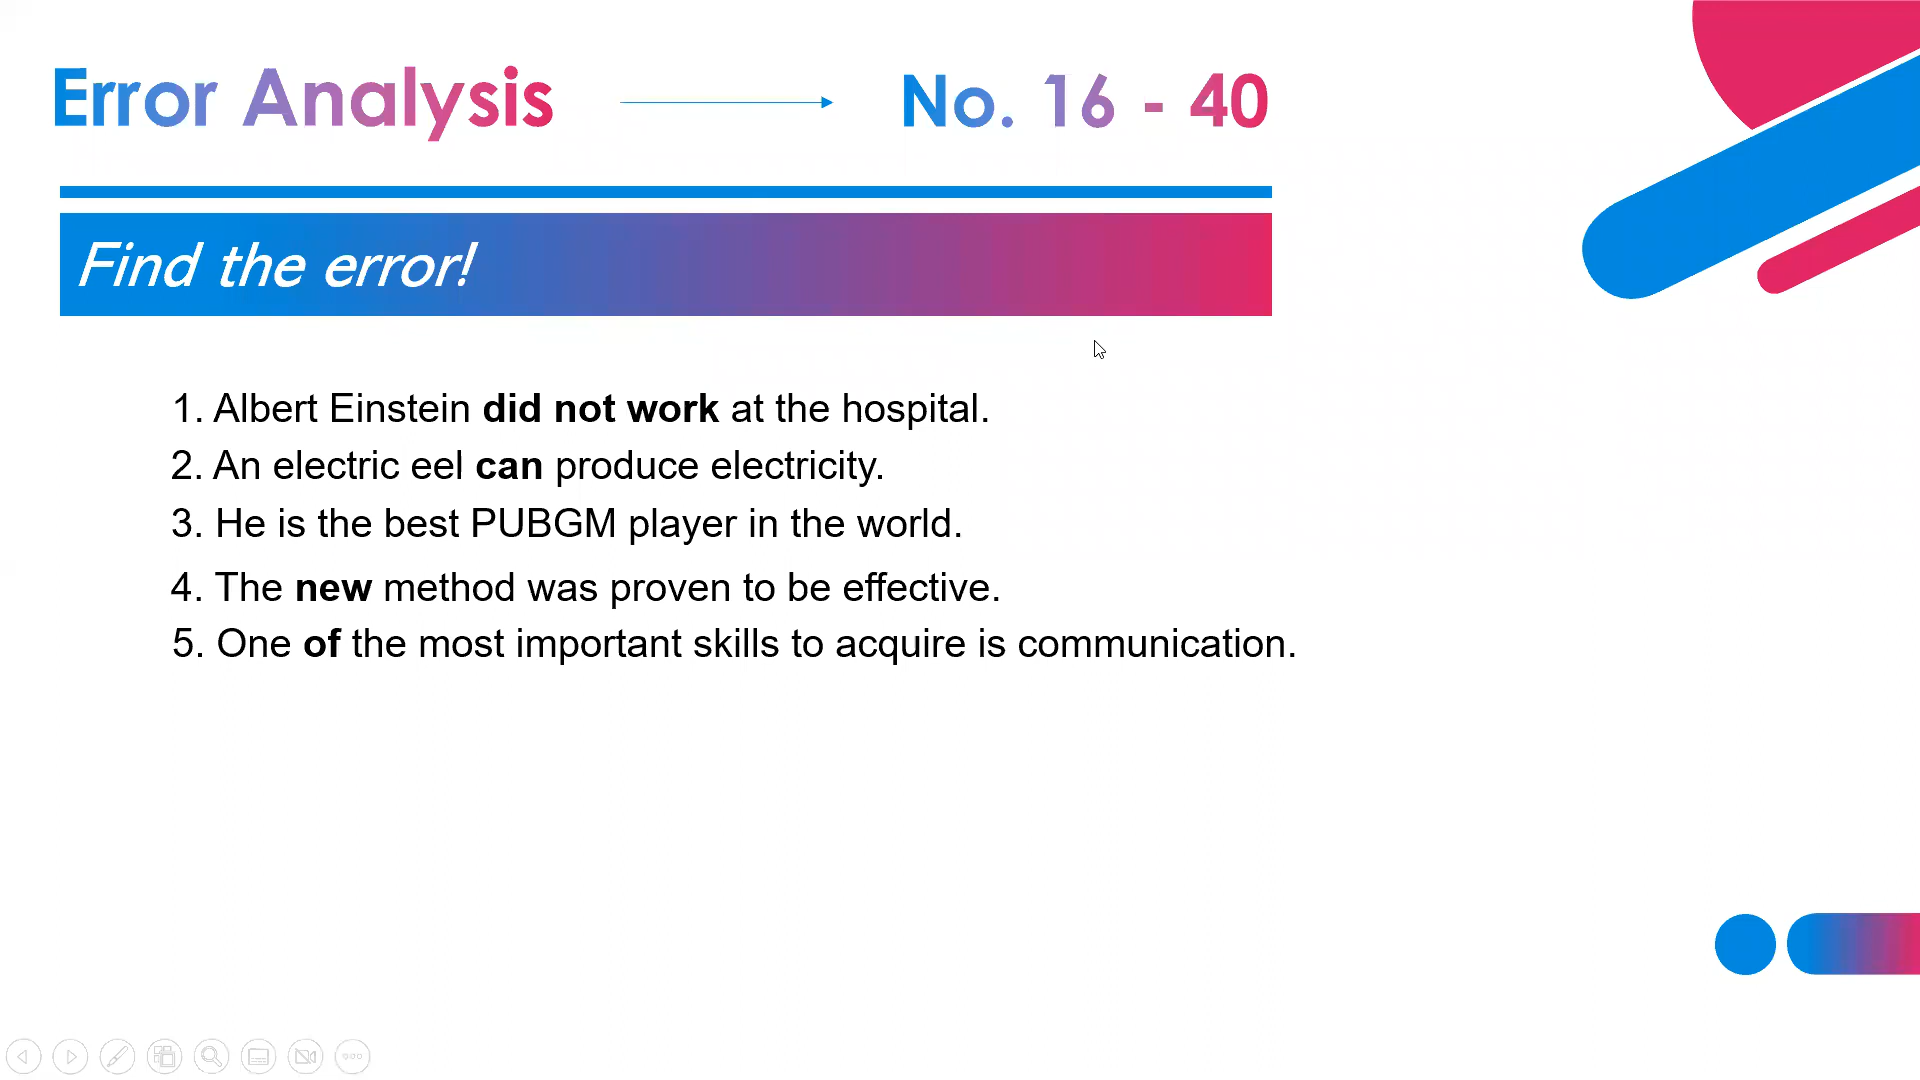 Error Analysis
No. 16 - 40
Find the error!
1. Albert Einstein did not work at the hospital.
2. An electric eel can produce electricity.
3. He is the best PUBGM player in the world.
4. The new method was proven to be effective.
5. One of the most important skills to acquire is communication.